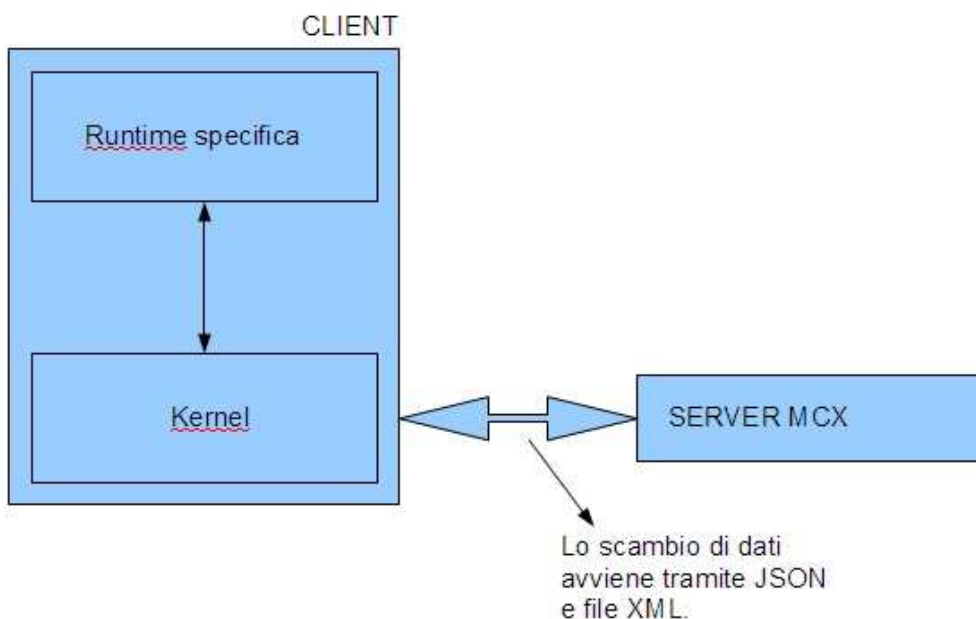 CLIENT
Runtime specifica
Kernel
SERVER MCX
Lo scambio di dati
avviene tramite JSON
e file XML.